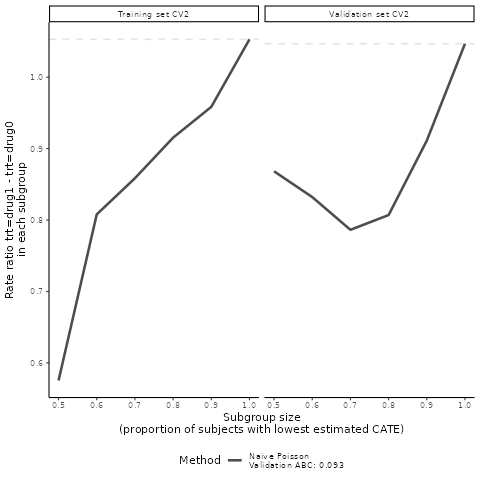 Training set CV2
Validation set CV2
Rate ratio trt=drug1 - trt=drug0
in each subgroup
1.0
0.9
0.8
0.7
0.6
0.5 0.6 0.7 0.8 0.9 1.0
0.5 0.6 0.7 0.8 0.9 1.0
Subgroup size
(proportion of subjects with lowest estimated CATE)
Method
Naive Poisson
Validation ABC: 0.093